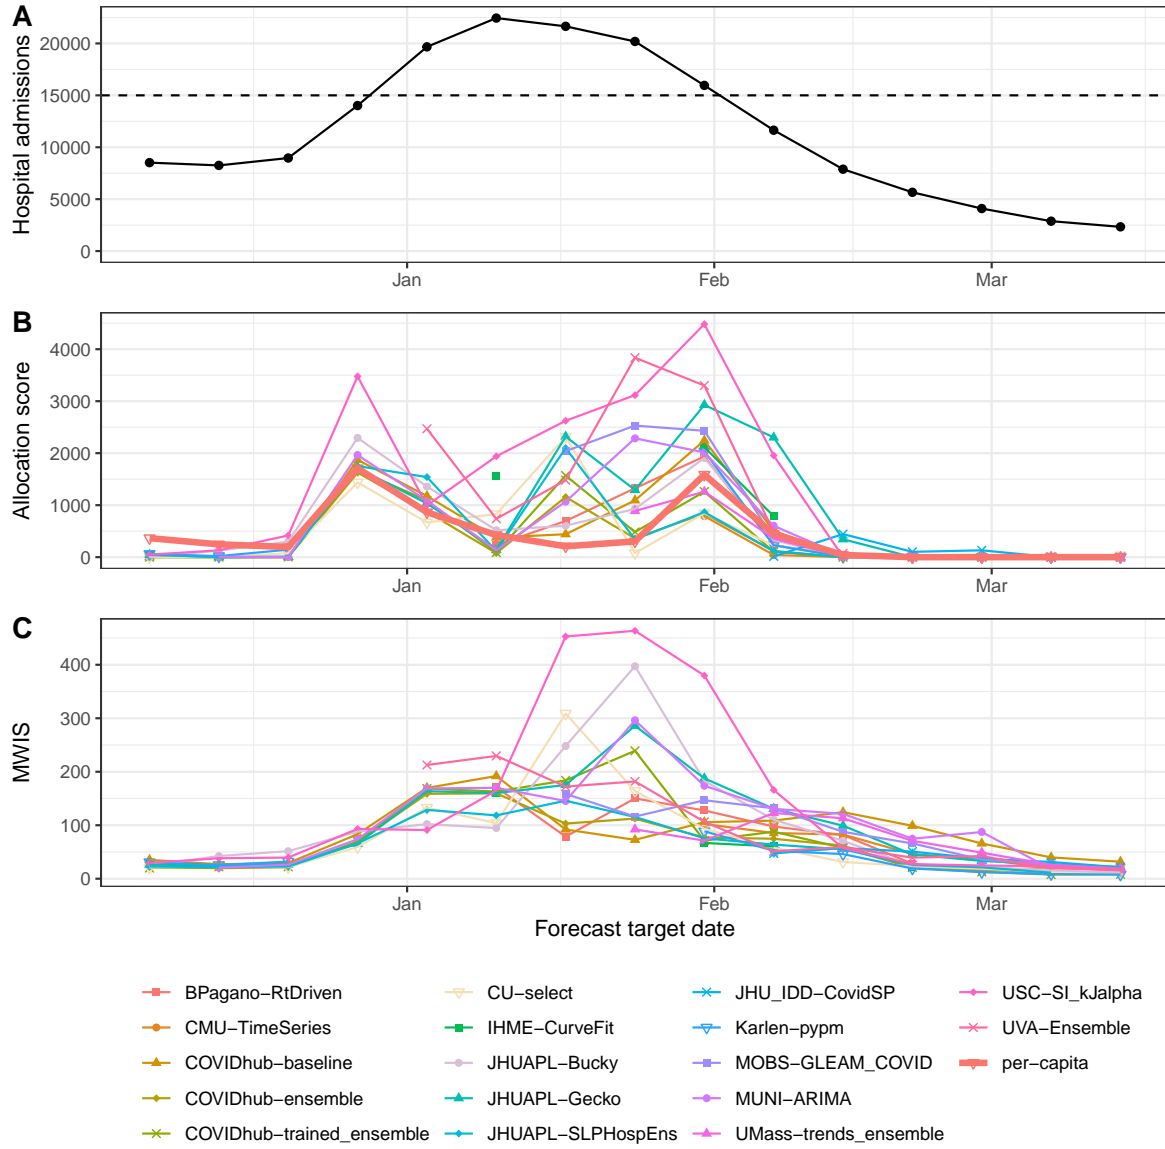 A
Hospital admissions
20000
15000
10000
5000
0
Jan Feb Mar
B
Allocation score
4000
3000
2000
1000
0
Jan Feb Mar
C
MWIS
400
300
200
100
0
Jan Feb Mar
Forecast target date
BPagano−RtDriven CU−select JHU_IDD−CovidSP USC−SI_kJalpha
CMU−TimeSeries IHME−CurveFit Karlen−pypm UVA−Ensemble
COVIDhub−baseline JHUAPL−Bucky MOBS−GLEAM_COVID per−capita
COVIDhub−ensemble JHUAPL−Gecko MUNI−ARIMA
COVIDhub−trained_ensemble JHUAPL−SLPHospEns UMass−trends_ensemble